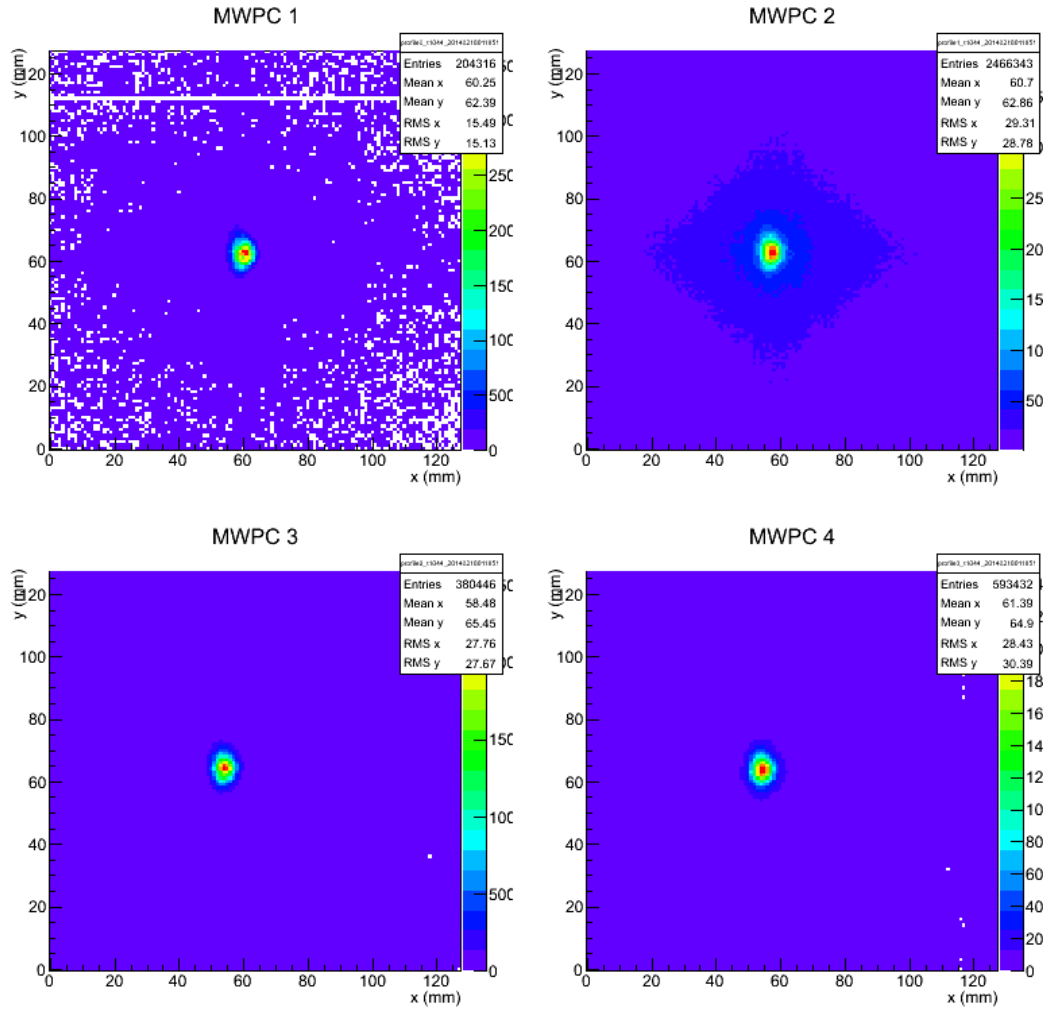 MWPC 1
Entries 204316
Mean x 60.25
Mean y 62.39
RMS x 15.49
RMS y 15.13
y (mm)
120
100
80
60
40
20
0
0 20 40 60 80 100 120
x (mm)
250
200
150
100
500
0
MWPC 2
Entries 2466343
Mean x 60.7
Mean y 62.86
RMS x 29.31
RMS y 28.78
y (mm)
120
100
80
60
40
20
0
0 20 40 60 80 100 120
x (mm)
25
20
15
10
50
0
MWPC 3
Entries 380446
Mean x 58.48
Mean y 65.45
RMS x 27.76
RMS y 27.67
y (mm)
120
100
80
60
40
20
0
0 20 40 60 80 100 120
x (mm)
200
150
100
500
0
MWPC 4
Entries 593432
Mean x 61.39
Mean y 64.9
RMS x 28.43
RMS y 30.39
y (mm)
120
100
80
60
40
20
0
0 20 40 60 80 100 120
x (mm)
18
16
14
12
10
80
60
40
20
0